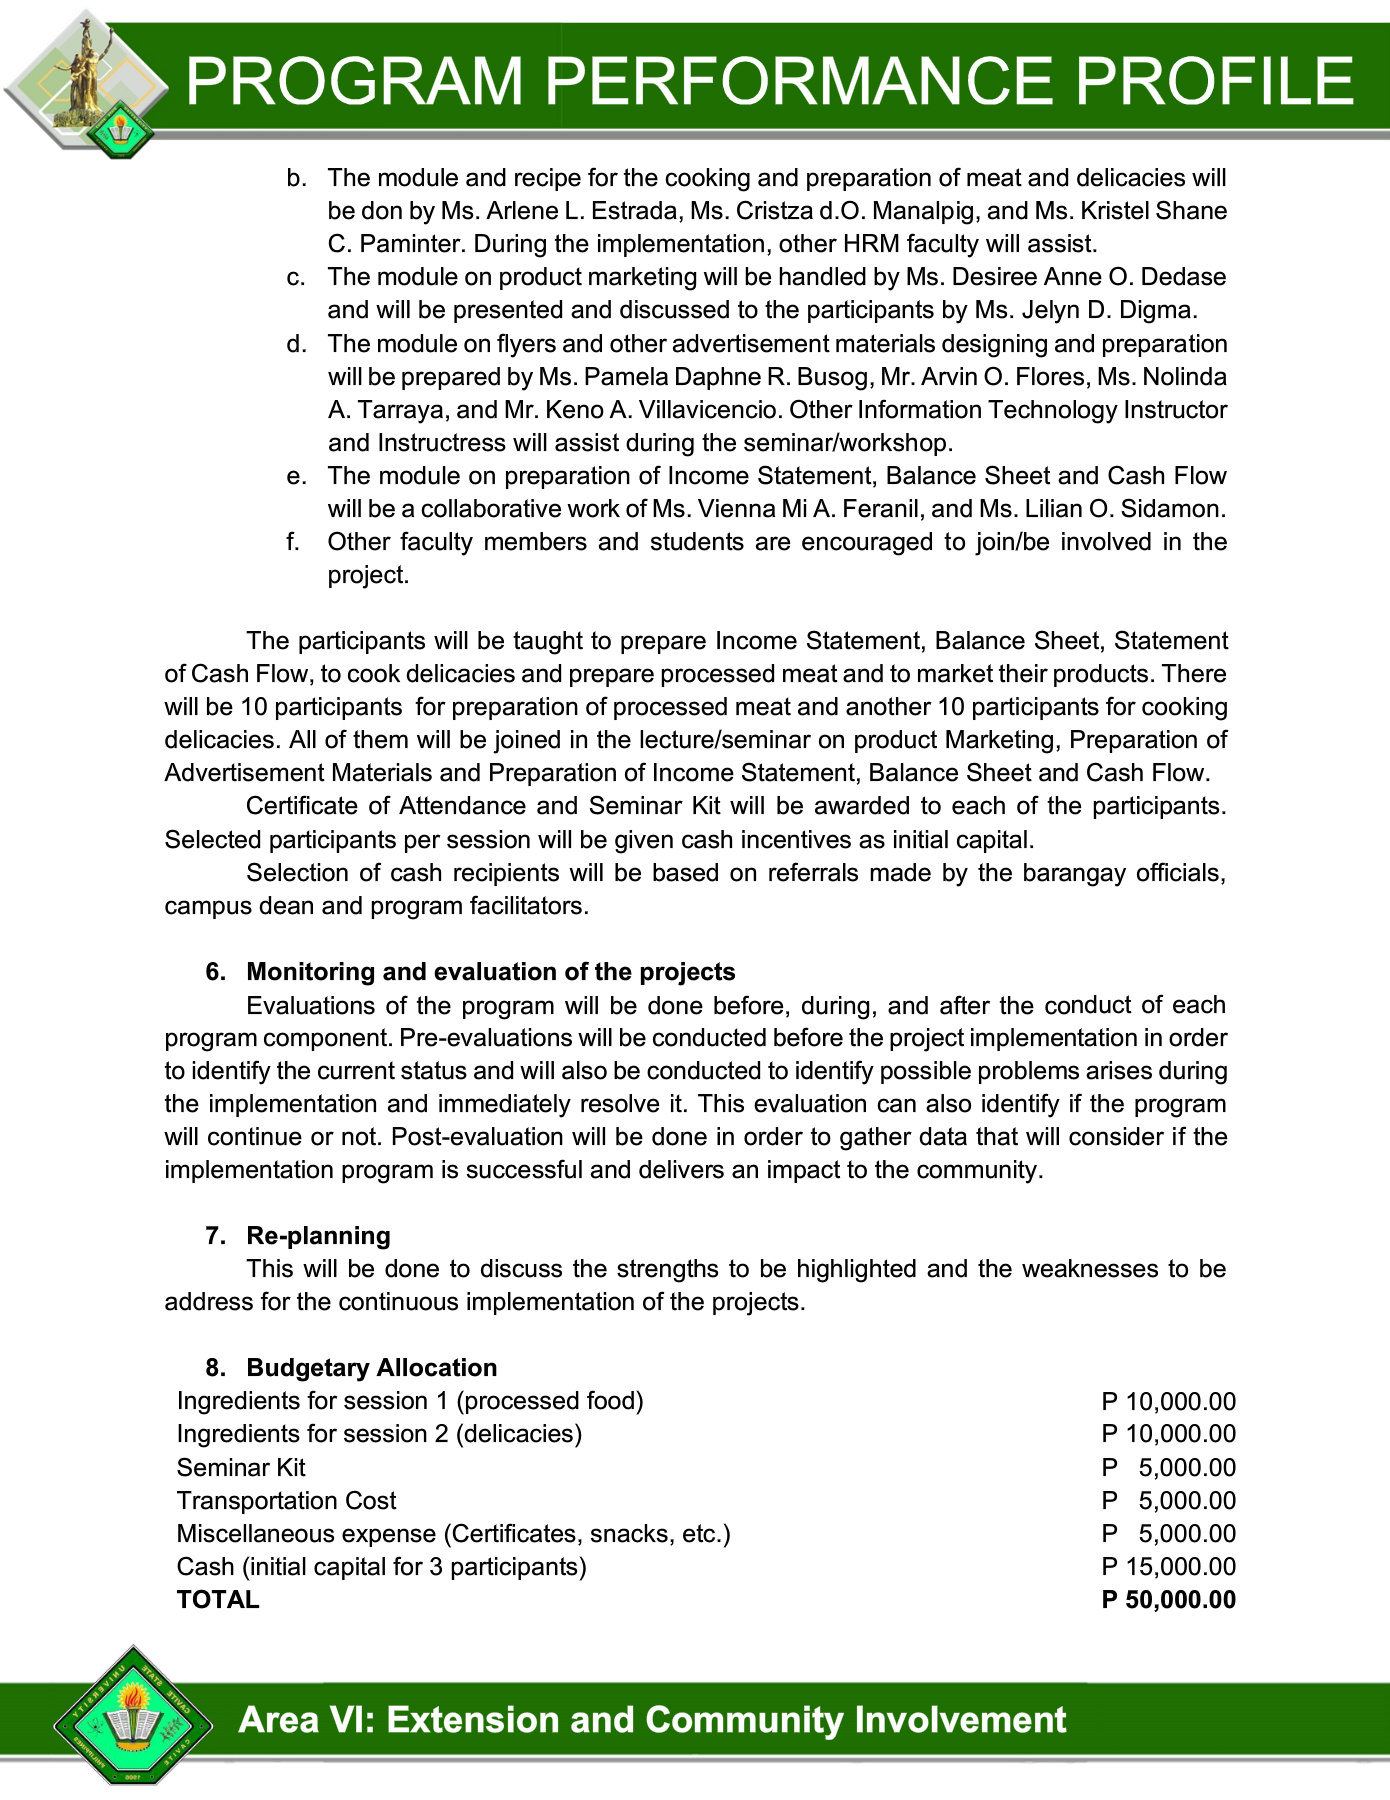 PROGRAM PERFORMANCE PROFILE
b. The module and recipe for the cooking and preparation of meat and delicacies will
be don by Ms. Arlene L. Estrada, Ms. Cristza d.O. Manalpig, and Ms. Kristel Shane
C. Paminter. During the implementation, other HRM faculty will assist.
c. The module on product marketing will be handled by Ms. Desiree Anne O. Dedase
and will be presented and discussed to the participants by Ms. Jelyn D. Digma.
d. The module on flyers and other advertisement materials designing and preparation
will be prepared by Ms. Pamela Daphne R. Busog, Mr. Arvin O. Flores, Ms. Nolinda
A. Tarraya, and Mr. Keno A. Villavicencio. Other Information Technology Instructor
and Instructress will assist during the seminar/workshop.
e. The module on preparation of Income Statement, Balance Sheet and Cash Flow
will be a collaborative work of Ms. Vienna Mi A. Feranil, and Ms. Lilian O. Sidamon.
f. Other faculty members and students are encouraged to join/be involved in the
project.
The participants will be taught to prepare Income Statement, Balance Sheet, Statement
of Cash Flow, to cook delicacies and prepare processed meat and to market their products. There
will be 10 participants for preparation of processed meat and another 10 participants for cooking
delicacies. All of them will be joined in the lecture/seminar on product Marketing, Preparation of
Advertisement Materials and Preparation of Income Statement, Balance Sheet and Cash Flow.
Certificate of Attendance and Seminar Kit will be awarded to each of the participants.
Selected participants per session will be given cash incentives as initial capital.
Selection of cash recipients will be based on referrals made by the barangay officials,
campus dean and program facilitators.
6. Monitoring and evaluation of the projects
Evaluations of the program will be done before, during, and after the conduct of each
program component. Pre-evaluations will be conducted before the project implementation in order
to identify the current status and will also be conducted to identify possible problems arises during
the implementation and immediately resolve it. This evaluation can also identify if the program
will continue or not. Post-evaluation will be done in order to gather data that will consider if the
implementation program is successful and delivers an impact to the community.
7. Re-planning
This will be done to discuss the strengths to be highlighted and the weaknesses to be
address for the continuous implementation of the projects.
8. Budgetary Allocation
Ingredients for session 1 (processed food) P 10,000.00
Ingredients for session 2 (delicacies) P 10,000.00
Seminar Kit P 5,000.00
Transportation Cost P 5,000.00
Miscellaneous expense (Certificates, snacks, etc.) P 5,000.00
Cash (initial capital for 3 participants) P 15,000.00
TOTAL P 50,000.00
CAVITE STATE UNIVERSITY
Area VI: Extension and Community Involvement